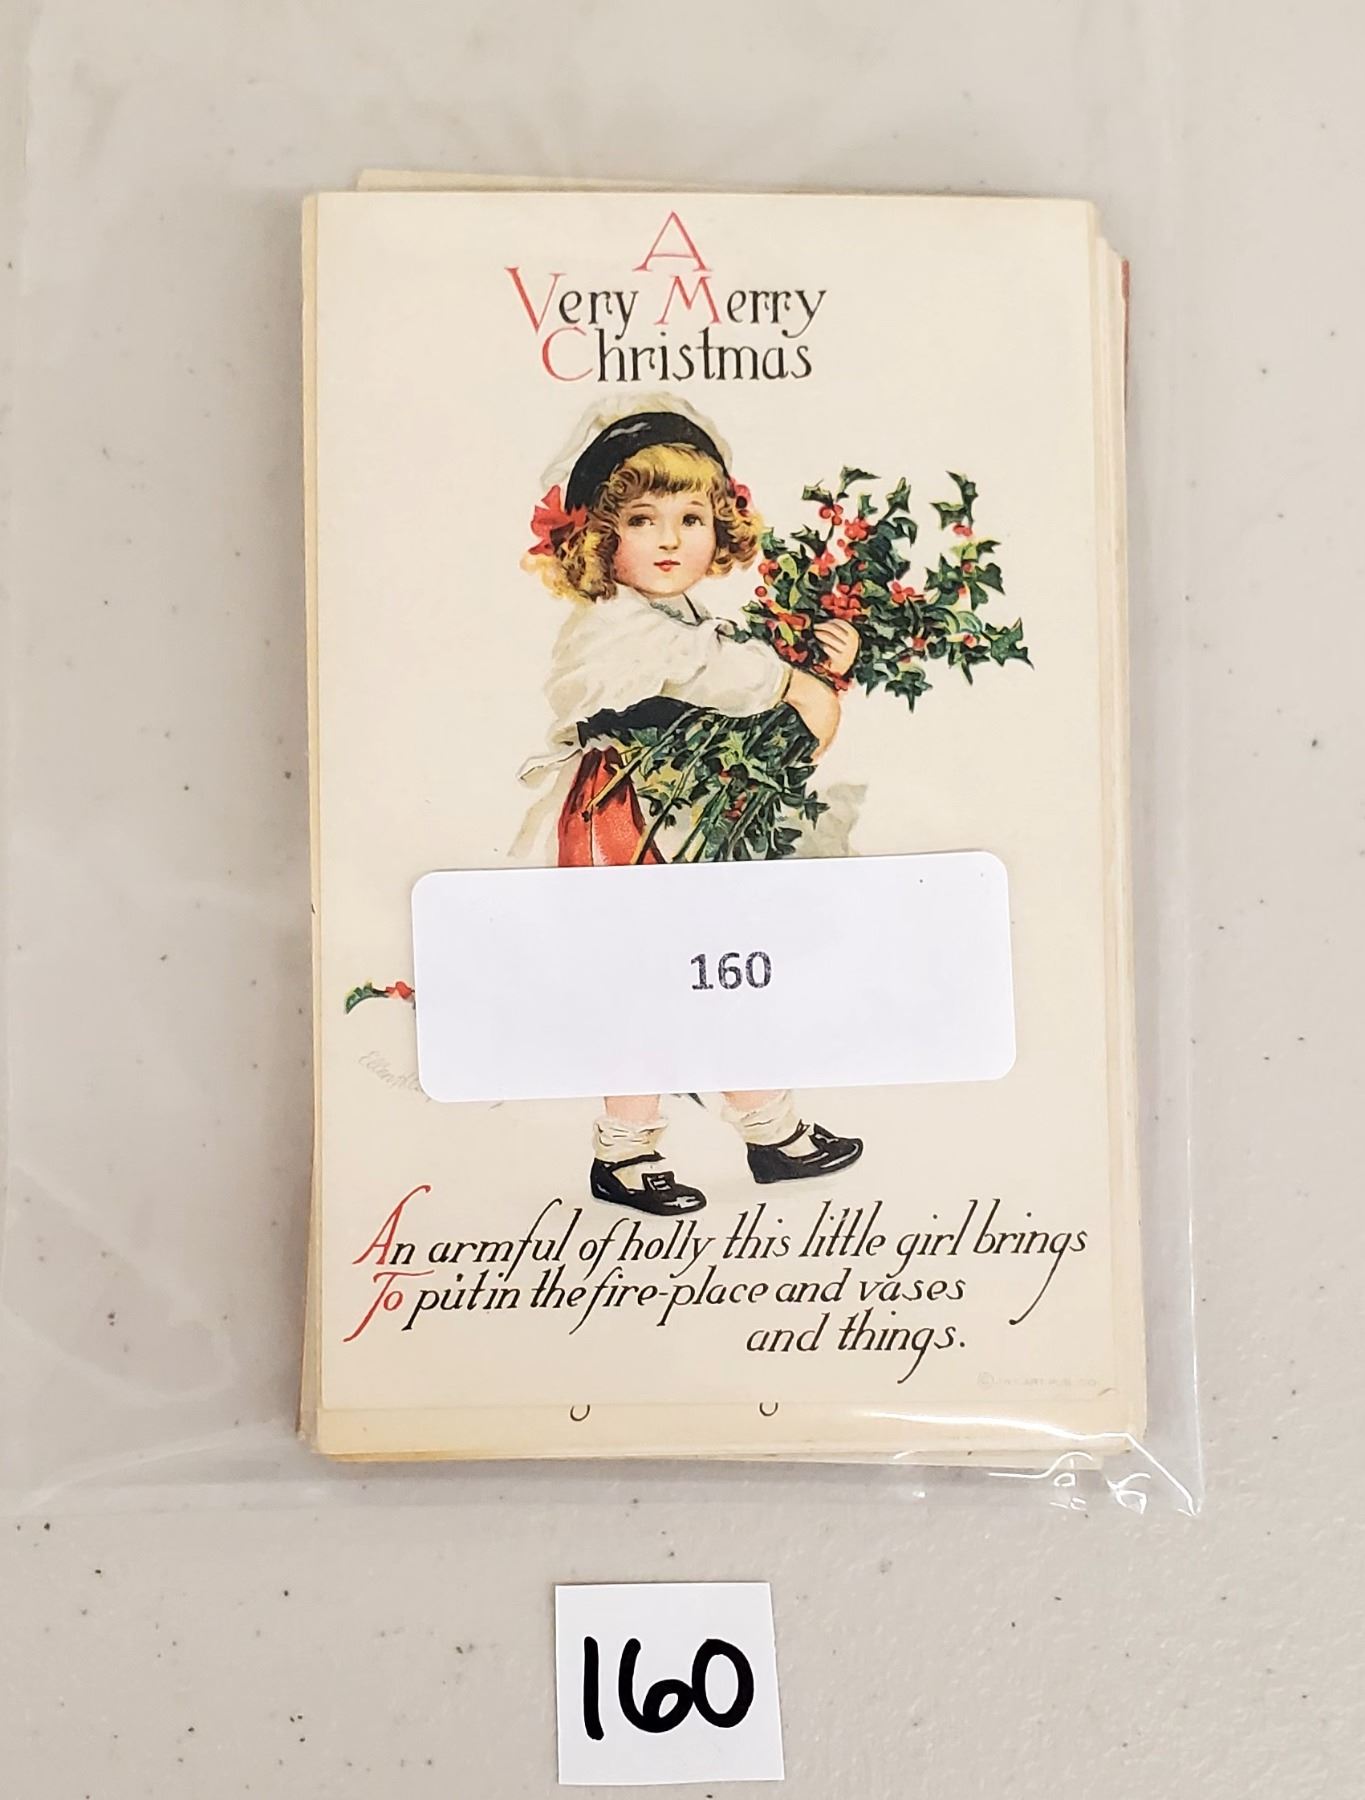 A
Very Merry
Christmas
160
An armful of holly this little girl brings
To put in the fire-place and vases
and things.
160